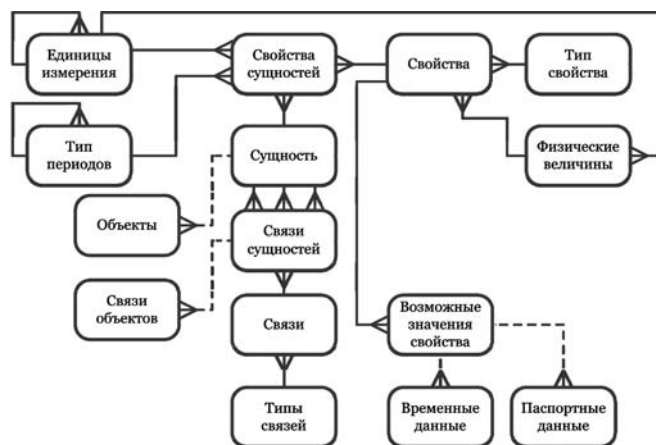 Единицы
измерения
Свойства
сущностей
Свойства
Тип
свойства
Тип
периодов
Сущность
Физические
величины
Объекты
Связи
сущностей
Связи
объектов
Связи
Возможные
значения
свойства
Типы
связей
Временные
данные
Паспортные
данные